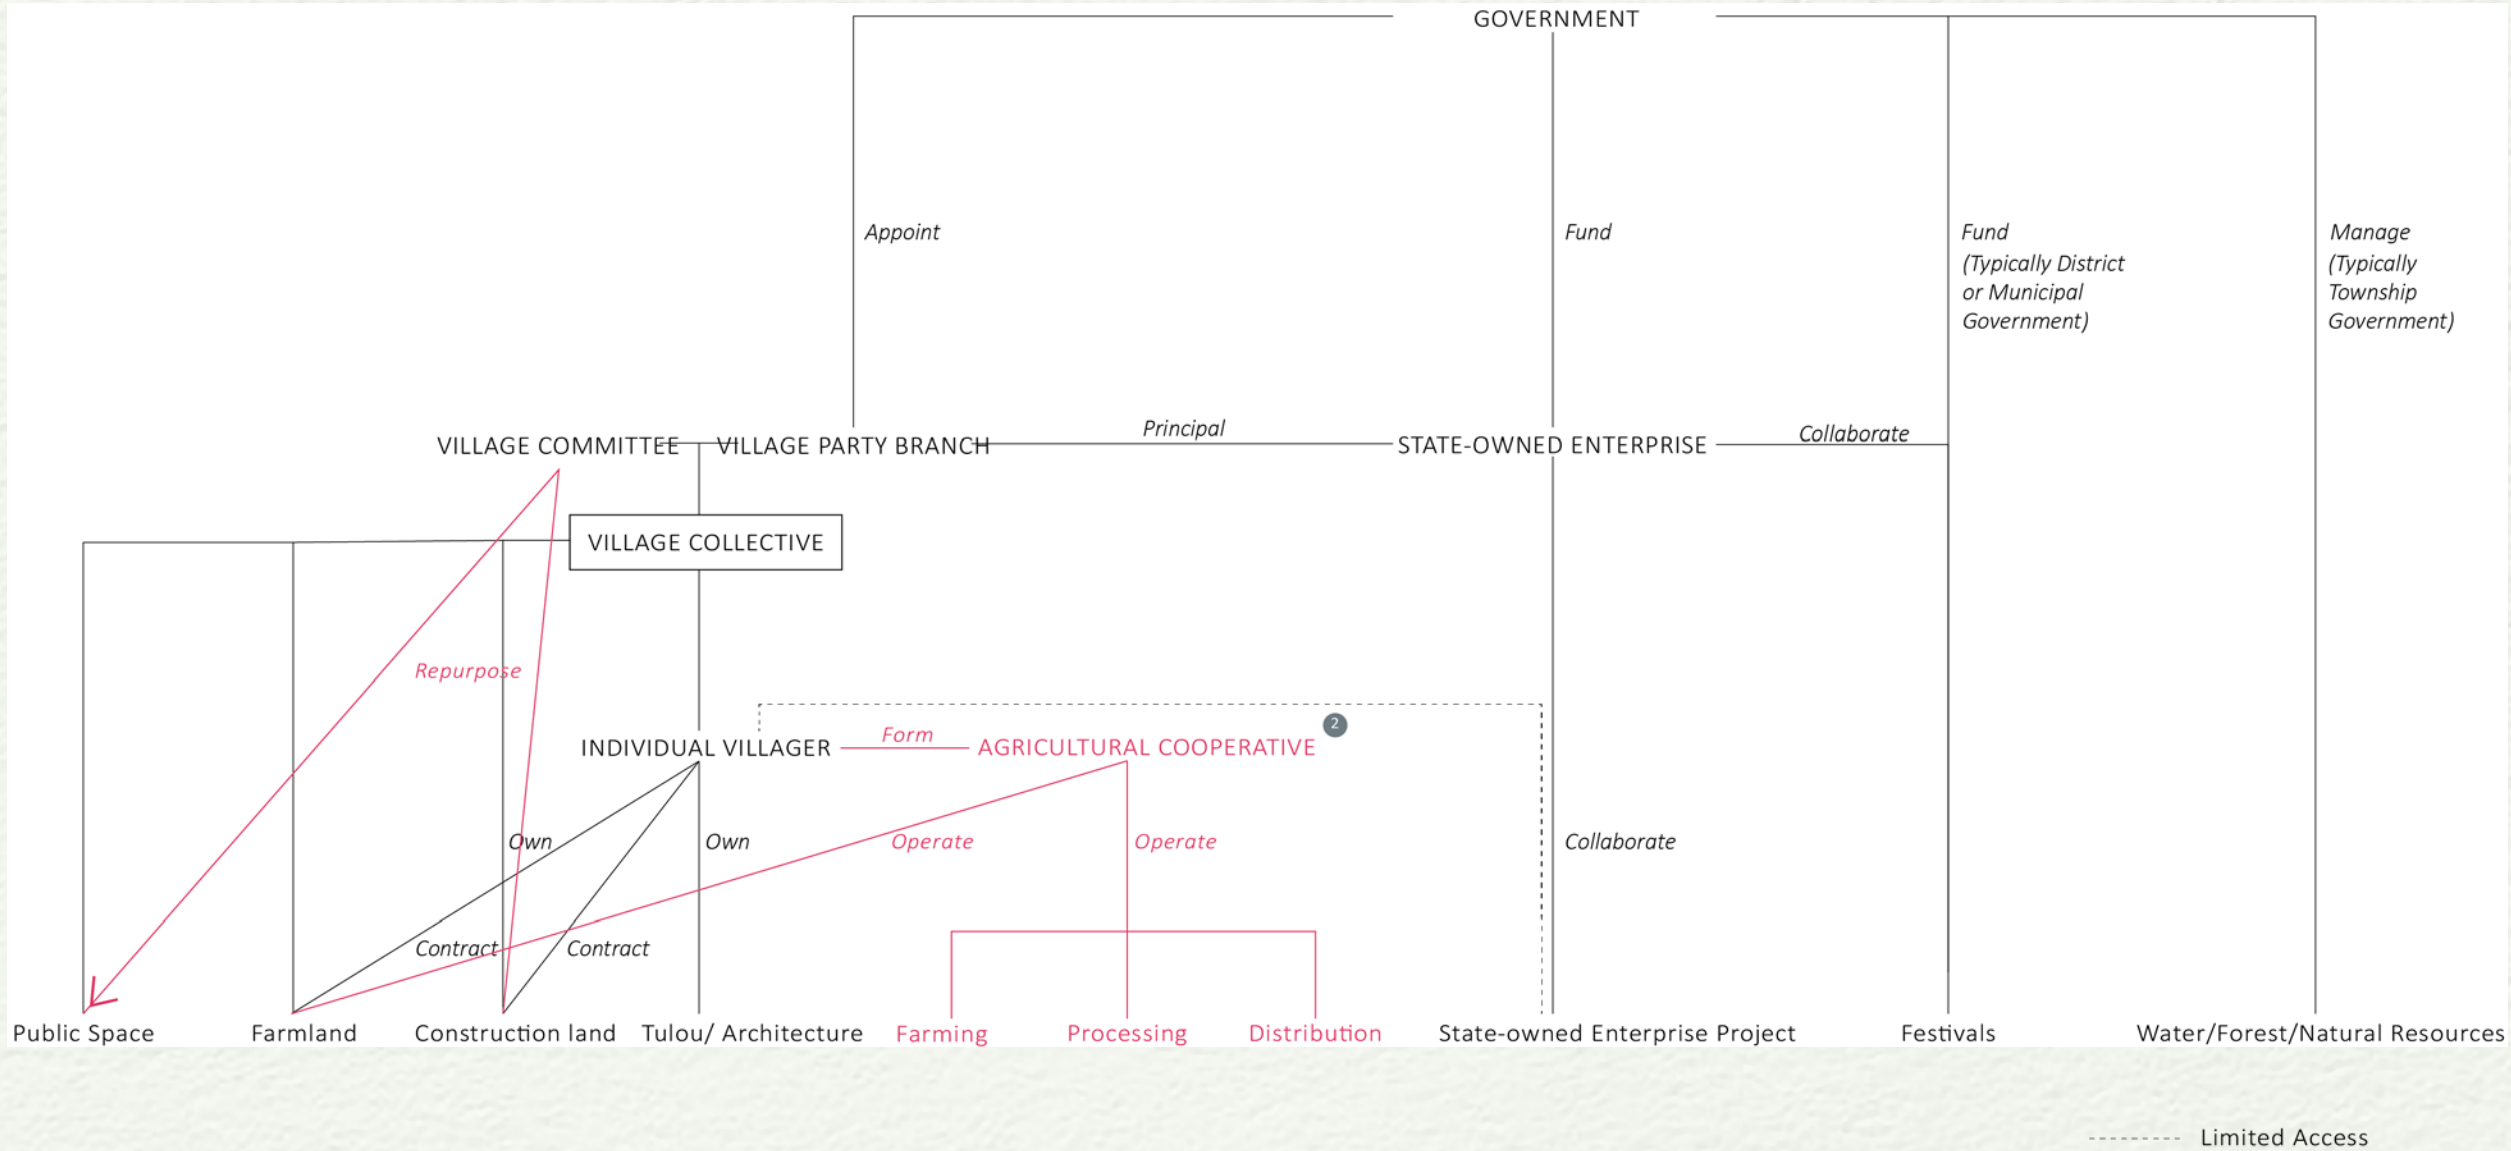 GOVERNMENT
Appoint
Fund
Fund
(Typically District
or Municipal
Government)
Manage
(Typically
Township
Government)
VILLAGE COMMITTEE
VILLAGE PARTY BRANCH
Principal
STATE-OWNED ENTERPRISE
Collaborate
VILLAGE COLLECTIVE
Repurpose
INDIVIDUAL VILLAGER
Form
AGRICULTURAL COOPERATIVE
2
Own
Own
Operate
Operate
Collaborate
Contract
Contract
Public Space
Farmland
Construction land
Tulou/ Architecture
Farming
Processing
Distribution
State-owned Enterprise Project
Festivals
Water/Forest/Natural Resources
Limited Access